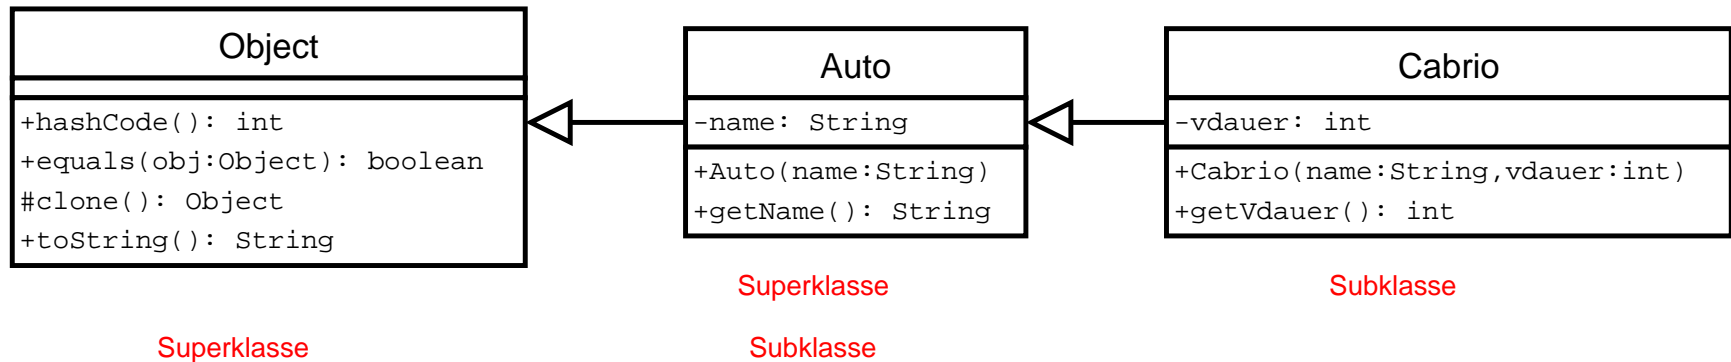 Object
+hashCode(): int
+equals(obj:Object): boolean
#clone(): Object
+toString(): String
Auto
-name: String
+Auto(name:String)
+getName(): String
Cabrio
-vdauer: int
+Cabrio(name:String,vdauer:int)
+getVdauer(): int
Superklasse
Subklasse
Superklasse
Subklasse